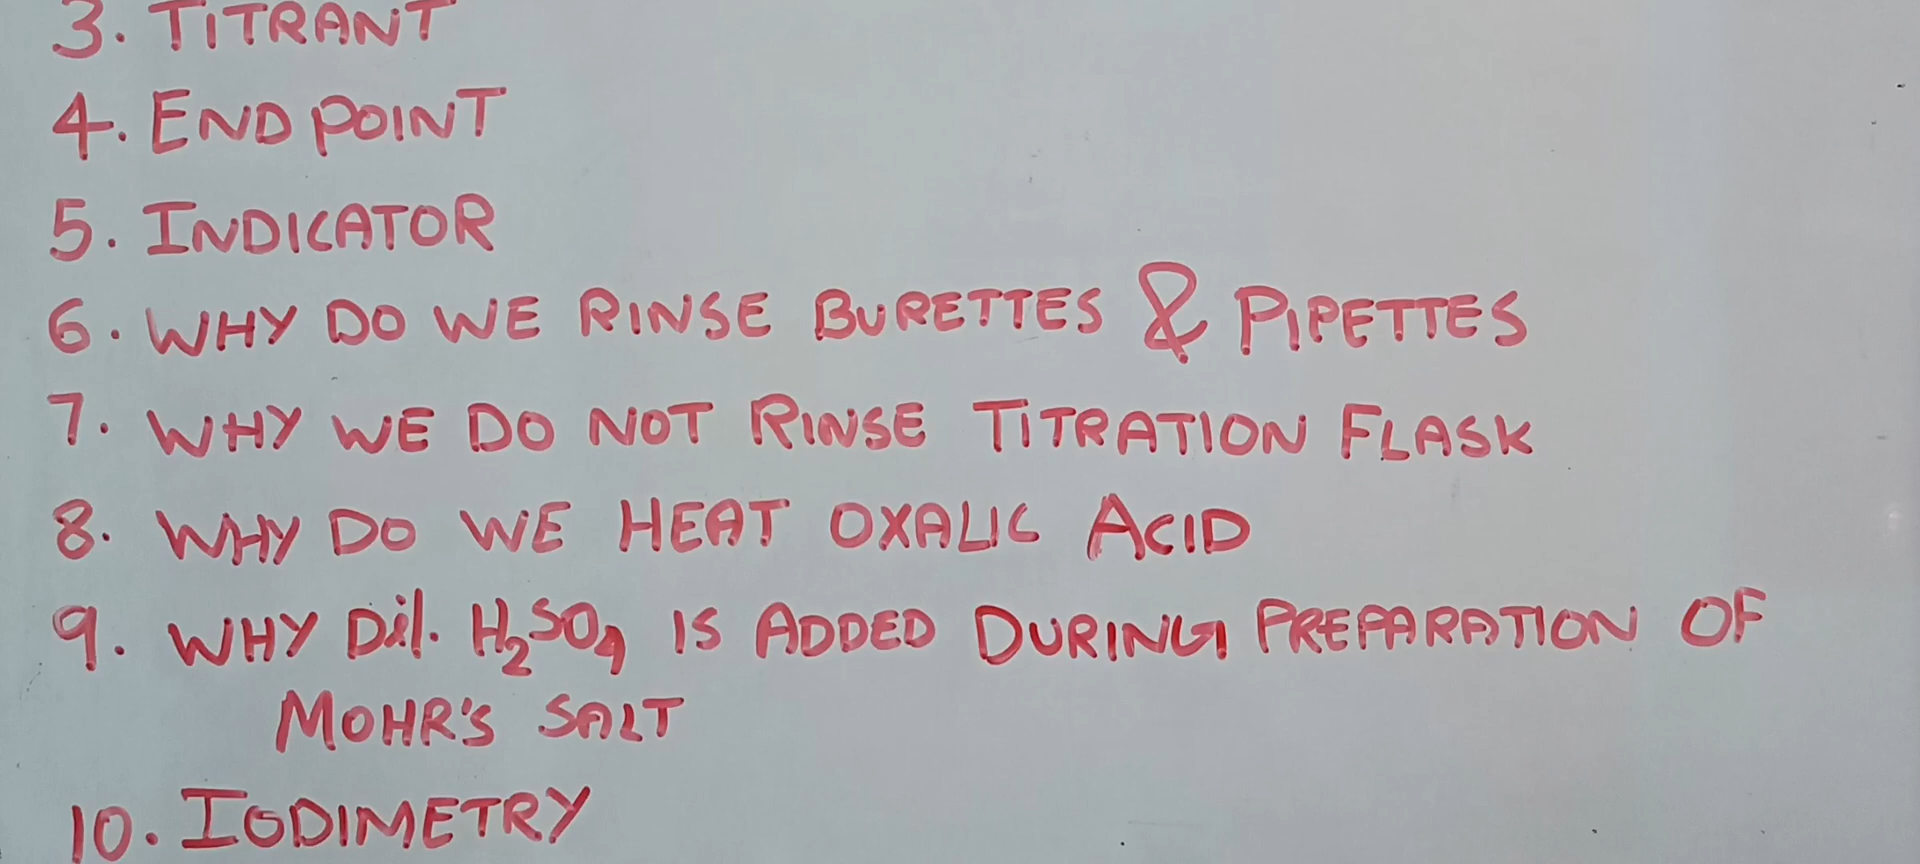 3. TITRANT
4. END POINT
5. INDICATOR
6. WHY DO WE RINSE BURETTES & PIPETTES
7. WHY WE DO NOT RINSE TITRATION FLASK
8. WHY DO WE HEAT OXALIC ACID
9. WHY Dil. H₂SO₄ IS ADDED DURING PREPARATION OF
MOHR'S SALT
10. IODIMETRY